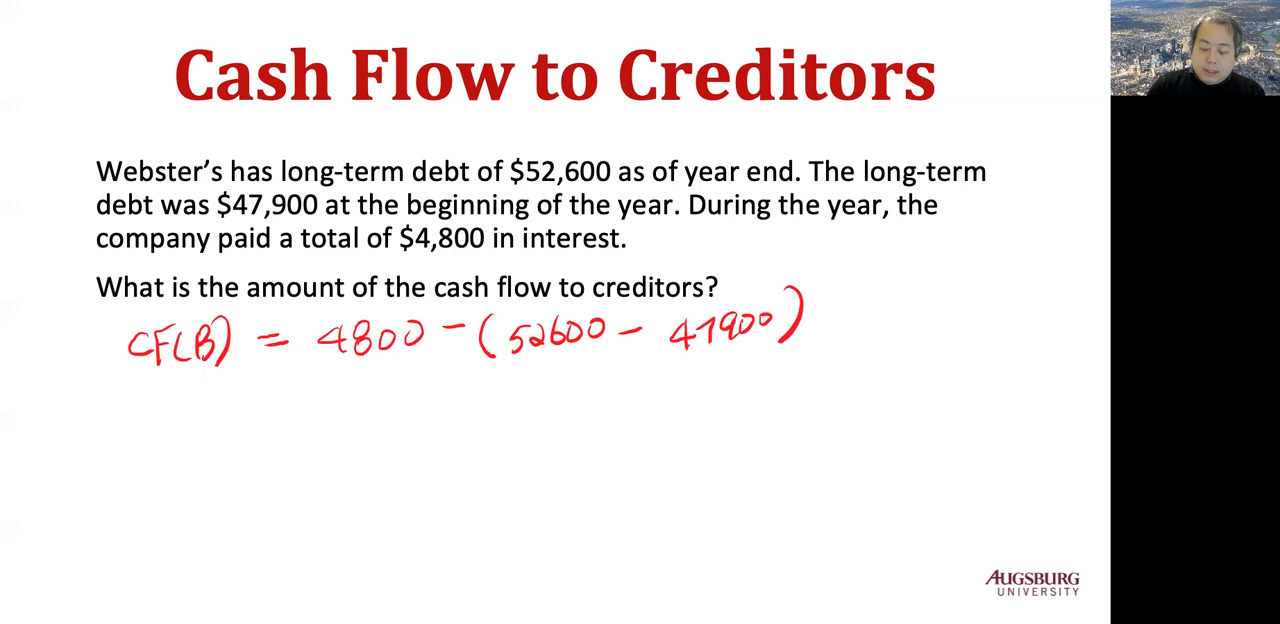 Cash Flow to Creditors
Webster’s has long-term debt of $52,600 as of year end. The long-term
debt was $47,900 at the beginning of the year. During the year, the
company paid a total of $4,800 in interest.
What is the amount of the cash flow to creditors?
CF(B) = 4800 - (52600 - 47900)
AUGSBURG
UNIVERSITY